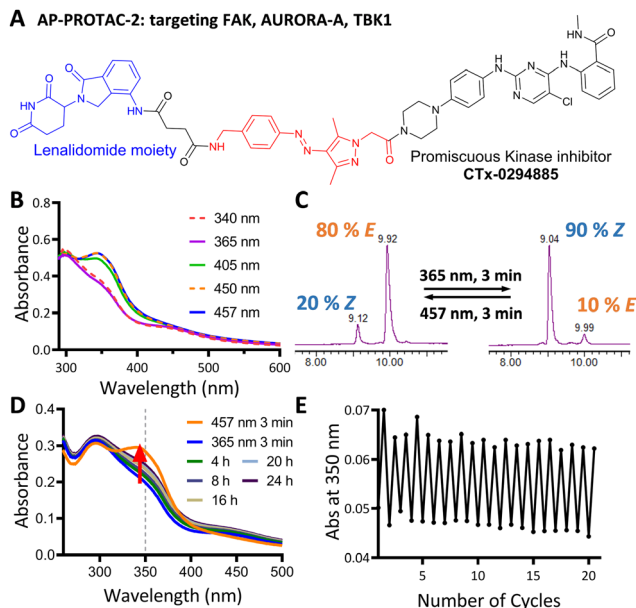 A AP-PROTAC-2: targeting FAK, AURORA-A, TBK1
O
N
O
NH
O
HN
O
O
NH
N
N
N
N
O
N
N
HN
N
N
Cl
HN
O
N
H
Lenalidomide moiety
Promiscuous Kinase inhibitor
CTx-0294885
B
Absorbance
0.8
0.6
0.4
0.2
0.0
300 400 500 600
Wavelength (nm)
340 nm
365 nm
405 nm
450 nm
457 nm
C
80 % E
20 % Z
9.92
9.12
8.00 10.00
365 nm, 3 min
457 nm, 3 min
90 % Z
10 % E
9.04
9.99
8.00 10.00
D
Absorbance
0.4
0.3
0.2
0.1
0.0
300 350 400 450 500
Wavelength (nm)
457 nm 3 min
365 nm 3 min
4 h 20 h
8 h 24 h
16 h
E
Abs at 350 nm
0.07
0.06
0.05
0.04
5 10 15 20
Number of Cycles